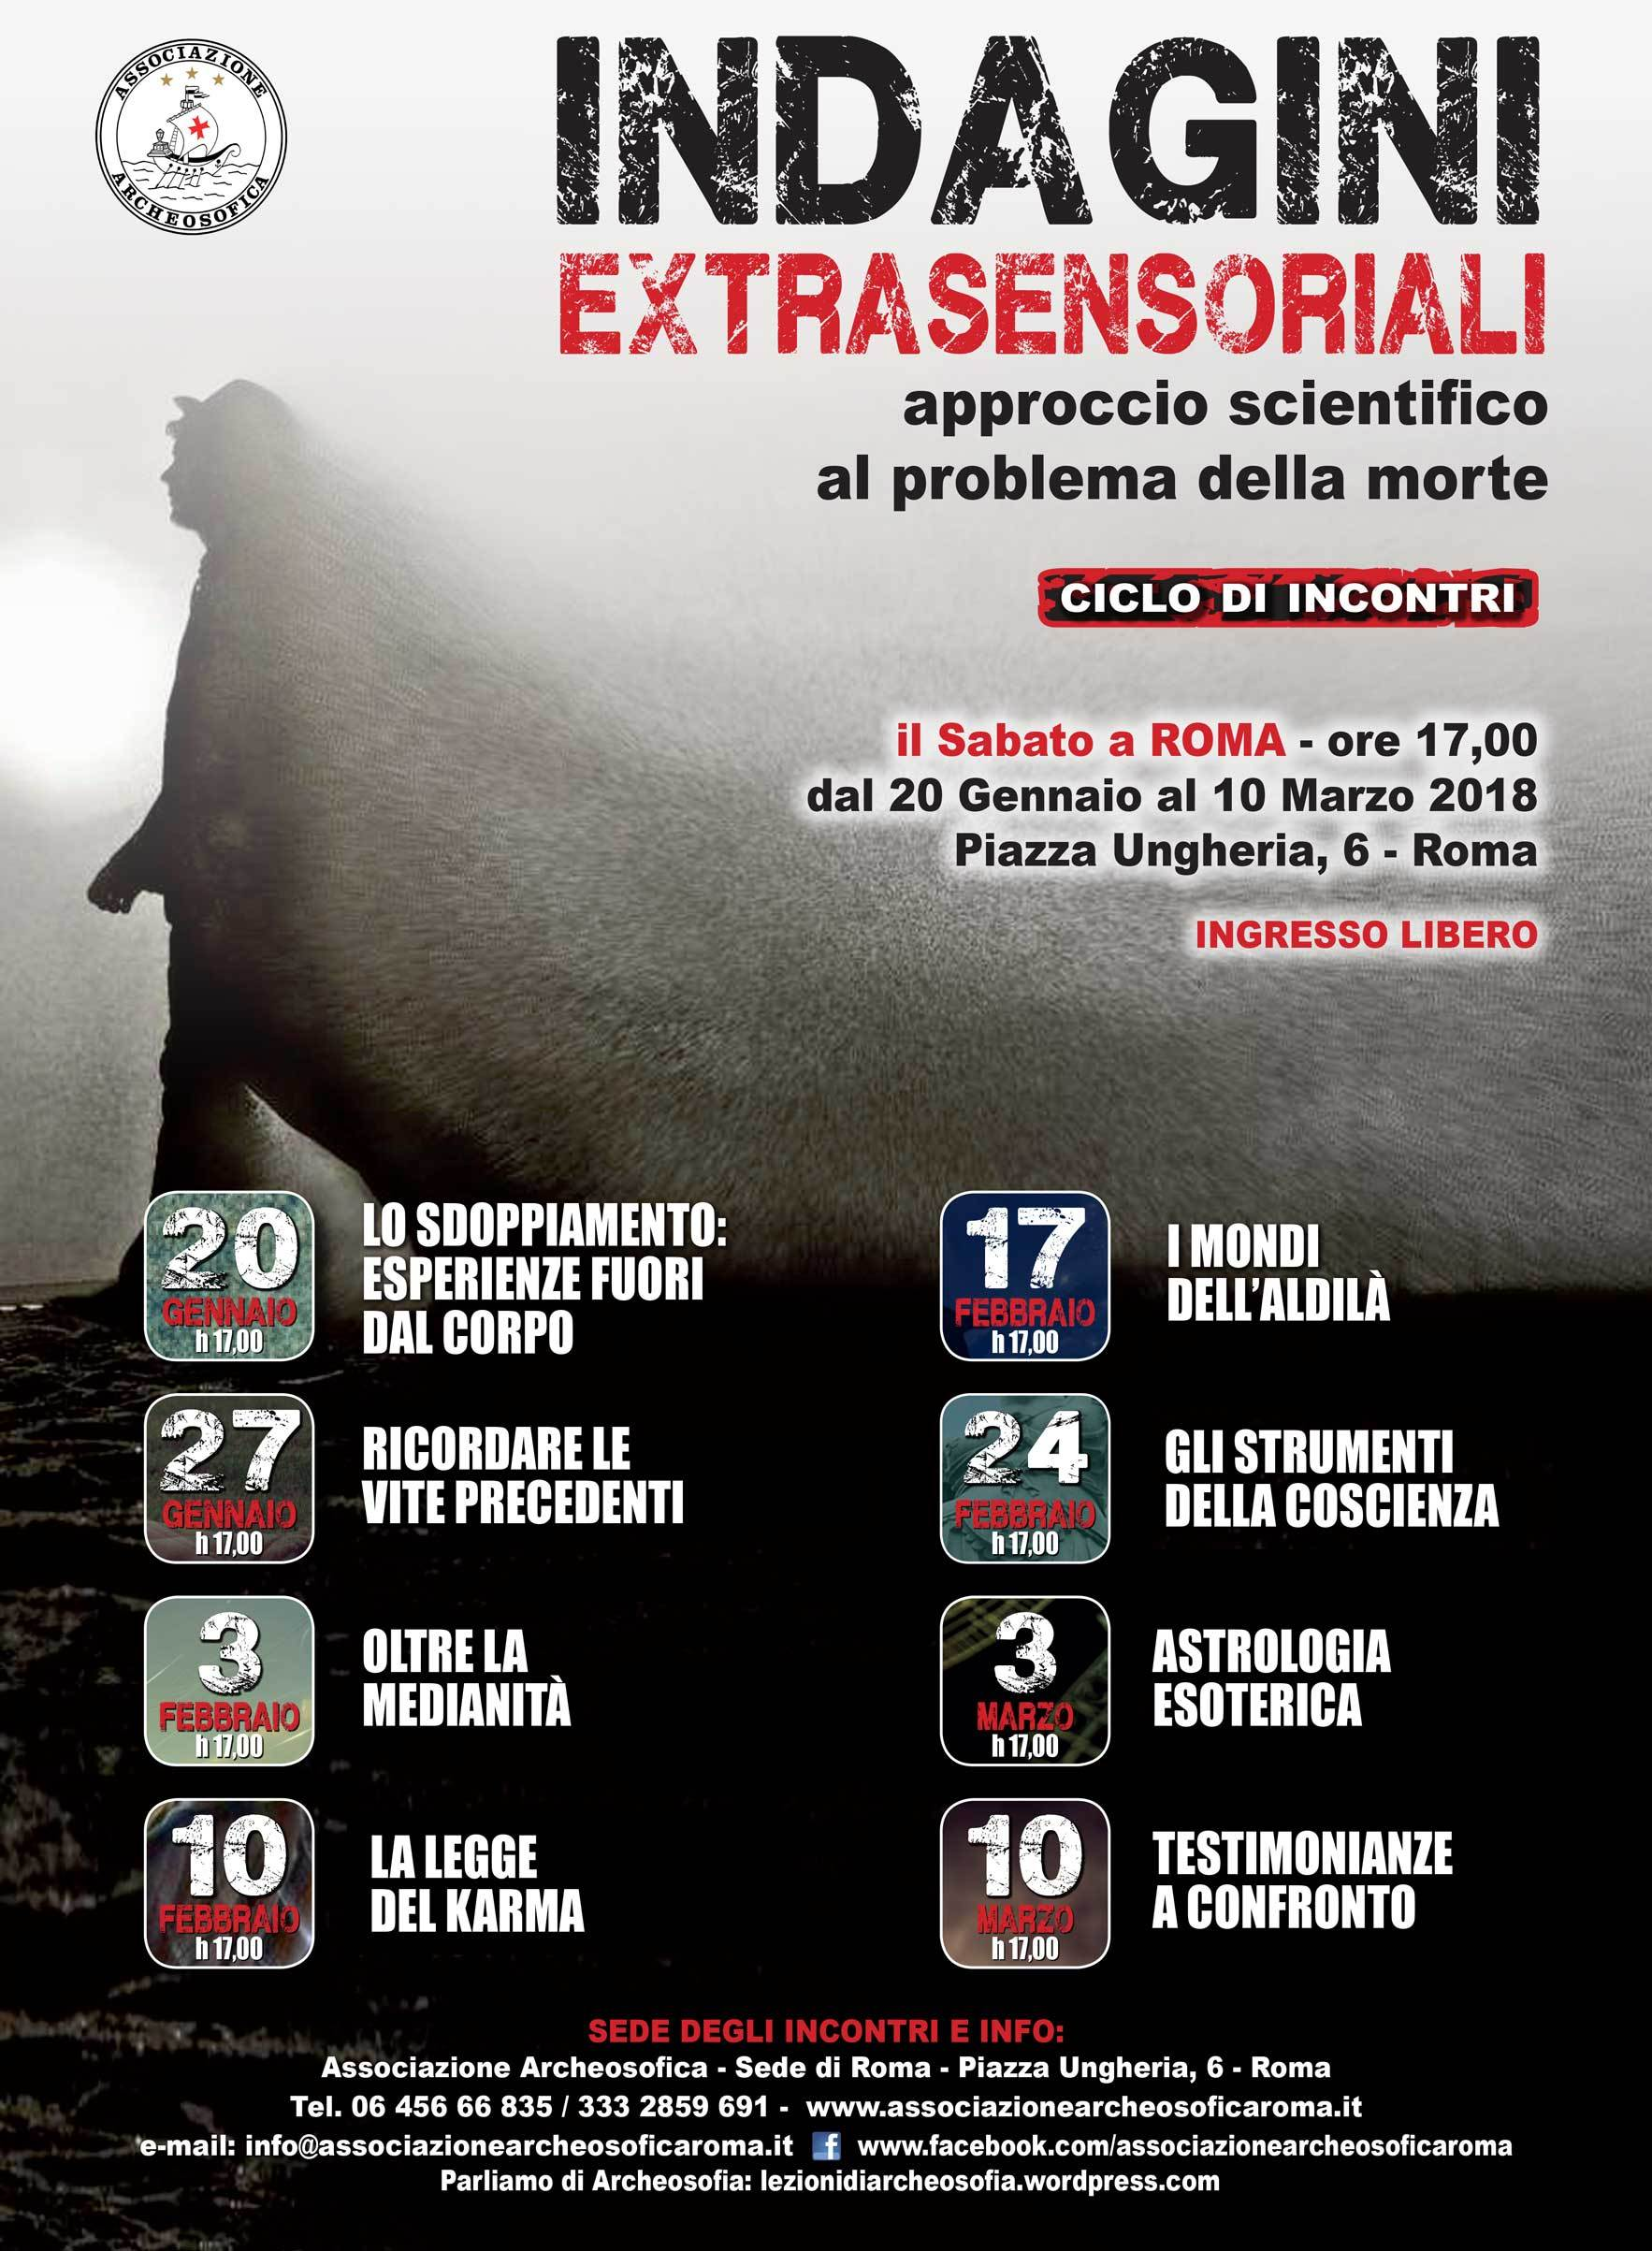 ASSOCIAZIONE
ARCHEOSOFICA
INDAGINI
EXTRASENSORIALI
approccio scientifico
al problema della morte
CICLO DI INCONTRI
il Sabato a ROMA - ore 17,00
dal 20 Gennaio al 10 Marzo 2018
Piazza Ungheria, 6 - Roma
INGRESSO LIBERO
20
GENNAIO
h 17,00
LO SDOPPIAMENTO:
ESPERIENZE FUORI
DAL CORPO
27
GENNAIO
h 17,00
RICORDARE LE
VITE PRECEDENTI
3
FEBBRAIO
h 17,00
OLTRE LA
MEDIANITÀ
10
FEBBRAIO
h 17,00
LA LEGGE
DEL KARMA
17
FEBBRAIO
h 17,00
I MONDI
DELL'ALDILÀ
24
FEBBRAIO
h 17,00
GLI STRUMENTI
DELLA COSCIENZA
3
MARZO
h 17,00
ASTROLOGIA
ESOTERICA
10
MARZO
h 17,00
TESTIMONIANZE
A CONFRONTO
SEDE DEGLI INCONTRI E INFO:
Associazione Archeosofica - Sede di Roma - Piazza Ungheria, 6 - Roma
Tel. 06 456 66 835 / 333 2859 691 - www.associazionearcheosoficaroma.it
e-mail: info@associazionearcheosoficaroma.it f www.facebook.com/associazionearcheosoficaroma
Parliamo di Archeosofia: lezionidiarcheosofia.wordpress.com